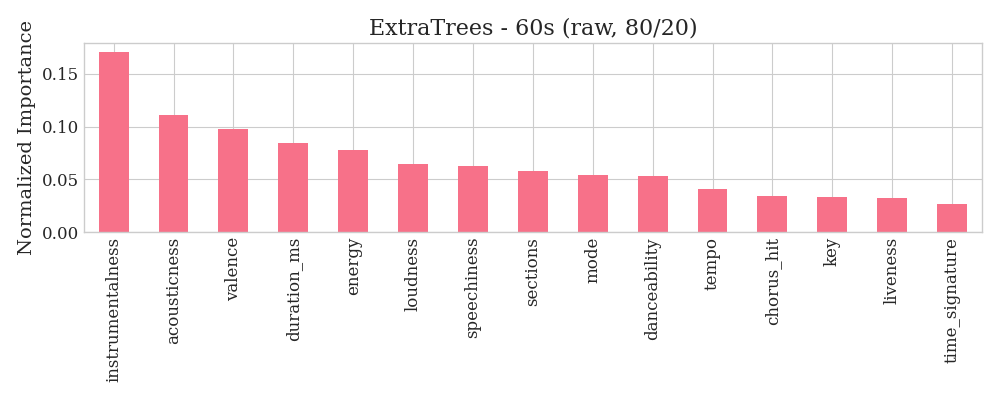 ExtraTrees - 60s (raw, 80/20)
Normalized Importance
0.15
0.10
0.05
0.00
instrumentalness
acousticness
valence
duration_ms
energy
loudness
speechiness
sections
mode
danceability
tempo
chorus_hit
key
liveness
time_signature